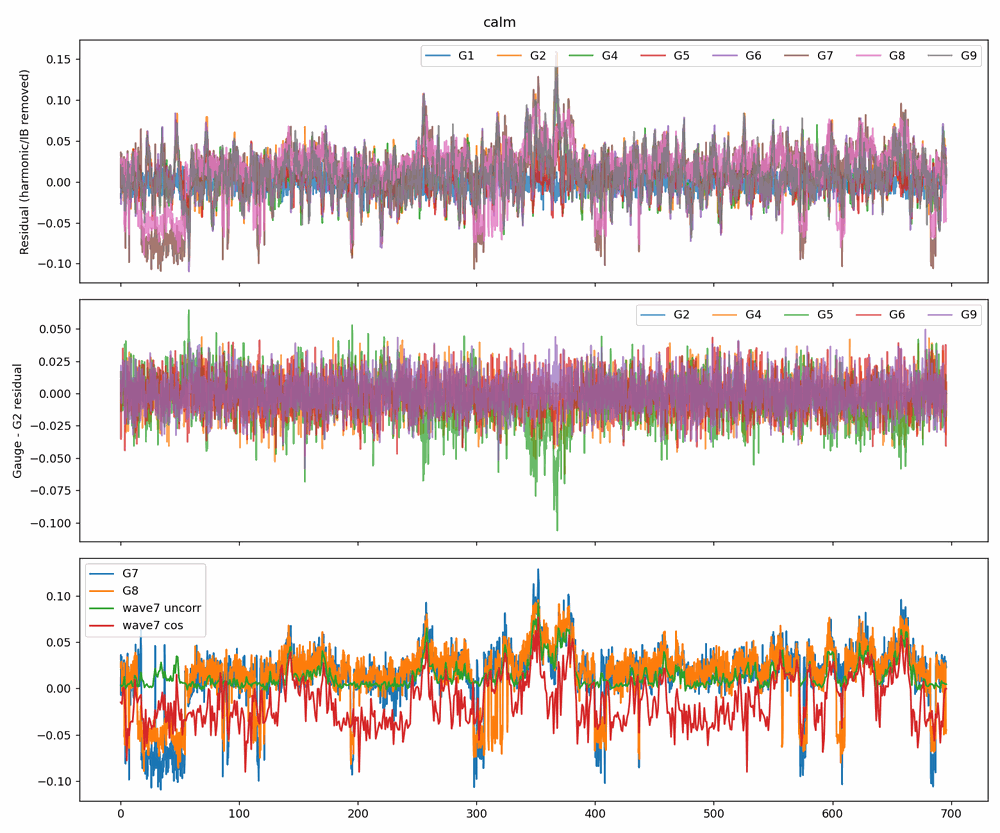 calm
G1 G2 G4 G5 G6 G7 G8 G9
Residual (harmonic/IB removed)
0.15
0.10
0.05
0.00
−0.05
−0.10
G2 G4 G5 G6 G9
Gauge - G2 residual
0.050
0.025
0.000
−0.025
−0.050
−0.075
−0.100
G7
G8
wave7 uncorr
wave7 cos
0.10
0.05
0.00
−0.05
−0.10
0 100 200 300 400 500 600 700